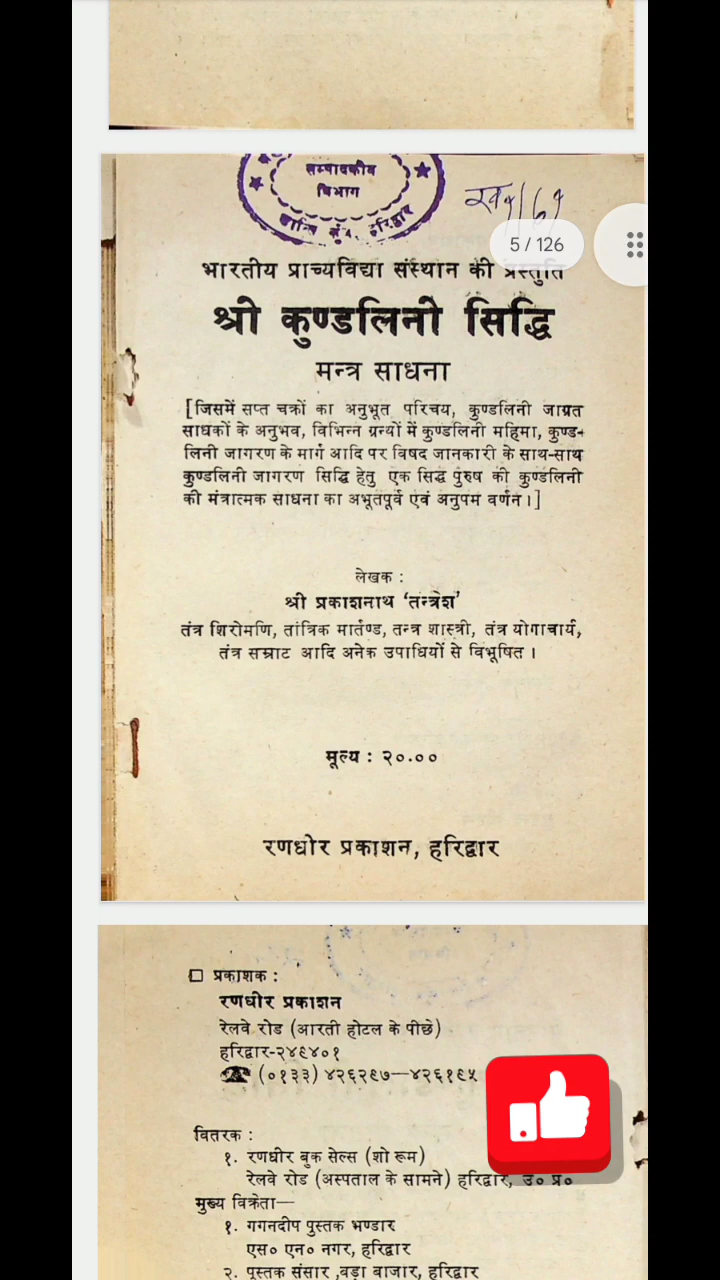 सम्पादकीय
विभाग
हरिद्वार
5 / 126
भारतीय प्राच्यविद्या संस्थान की प्रस्तुति
श्री कुण्डलिनी सिद्धि
मन्त्र साधना
[जिसमें सप्त चक्रों का अनुभूत परिचय, कुण्डलिनी जाग्रत
साधकों के अनुभव, विभिन्न ग्रन्थों में कुण्डलिनी महिमा, कुण्ड-
लिनी जागरण के मार्ग आदि पर विषद जानकारी के साथ-साथ
कुण्डलिनी जागरण सिद्धि हेतु एक सिद्ध पुरुष की कुण्डलिनी
की मंत्रात्मक साधना का अभूतपूर्व एवं अनुपम वर्णन।]
लेखक :
श्री प्रकाशनाथ ‘तन्त्रेश’
तंत्र शिरोमणि, तांत्रिक मार्तण्ड, तन्त्र शास्त्री, तंत्र योगाचार्य,
तंत्र सम्राट आदि अनेक उपाधियों से विभूषित।
मूल्य : २०.००
रणधीर प्रकाशन, हरिद्वार
□ प्रकाशक :
रणधीर प्रकाशन
रेलवे रोड (आरती होटल के पीछे)
हरिद्वार-२४९४०१
☎ (०१३३) ४२६२९७—४२६१९५
वितरक :
१. रणधीर बुक सेल्स (शो रूम)
रेलवे रोड (अस्पताल के सामने) हरिद्वार, उ० प्र०
मुख्य विक्रेता—
१. गगनदीप पुस्तक भण्डार
एस० एन० नगर, हरिद्वार
२. पुस्तक संसार ,बड़ा बाजार, हरिद्वार